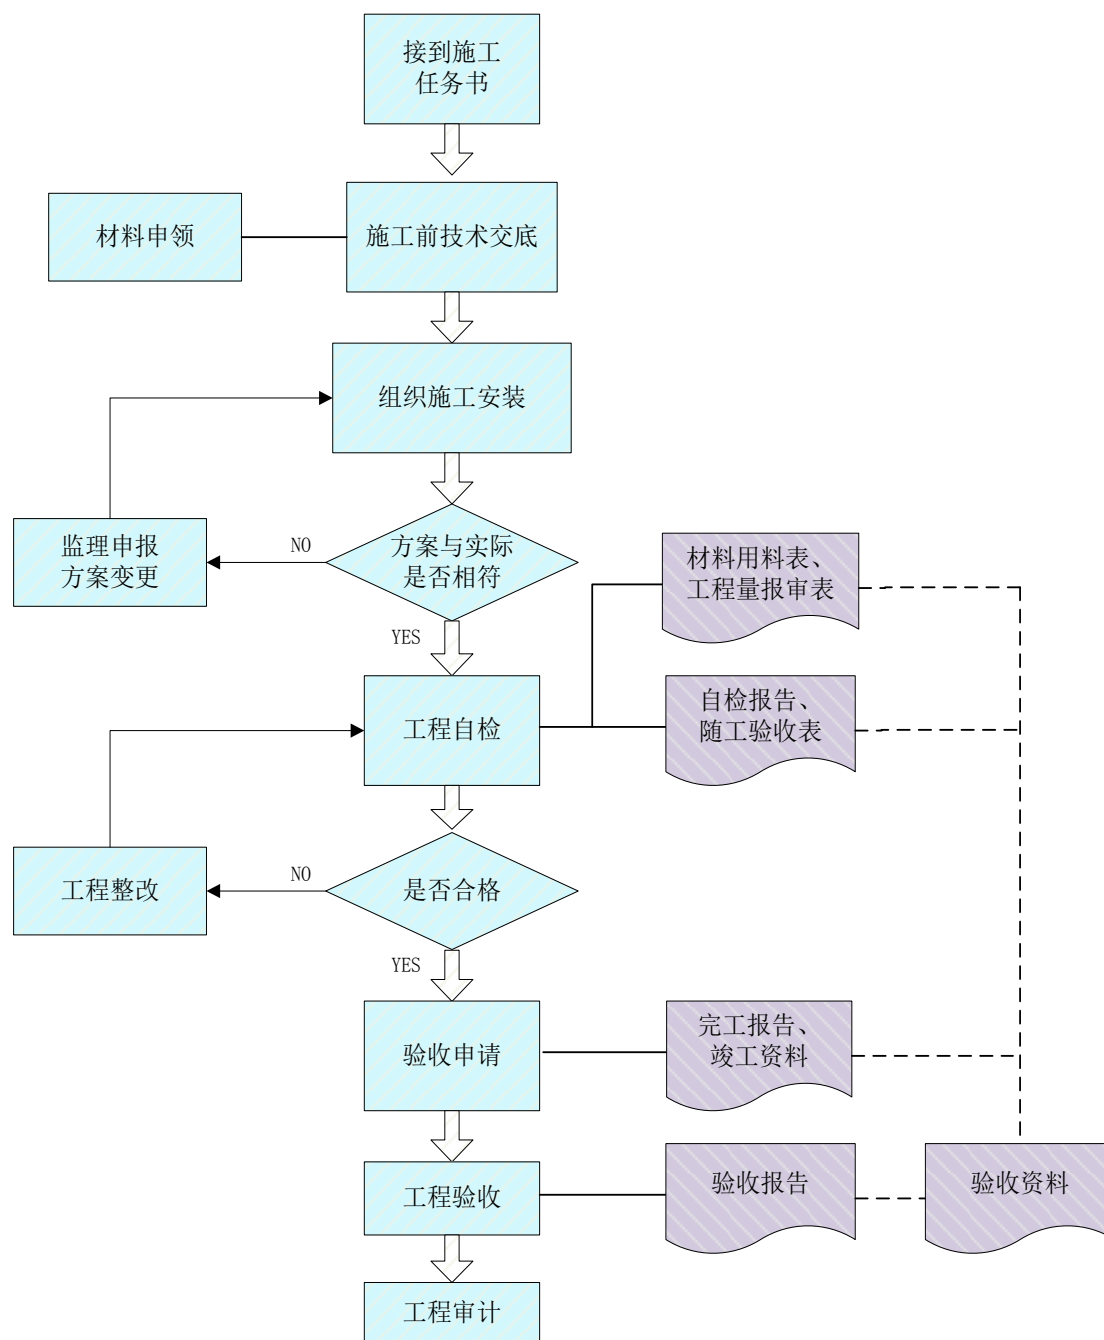 接到施工
任务书
材料申领
施工前技术交底
组织施工安装
监理申报
方案变更
NO
方案与实际
是否相符
材料用料表、
工程量报审表
YES
工程自检
自检报告、
随工验收表
工程整改
NO
是否合格
YES
验收申请
完工报告、
竣工资料
工程验收
验收报告
验收资料
工程审计